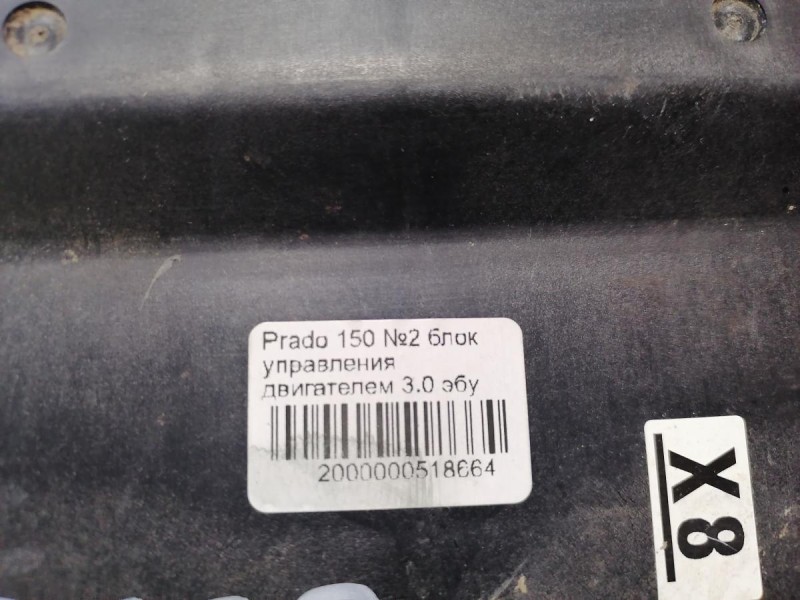 Prado 150 №2 блок
управления
двигателем 3.0 эбу
2000000518664
X8